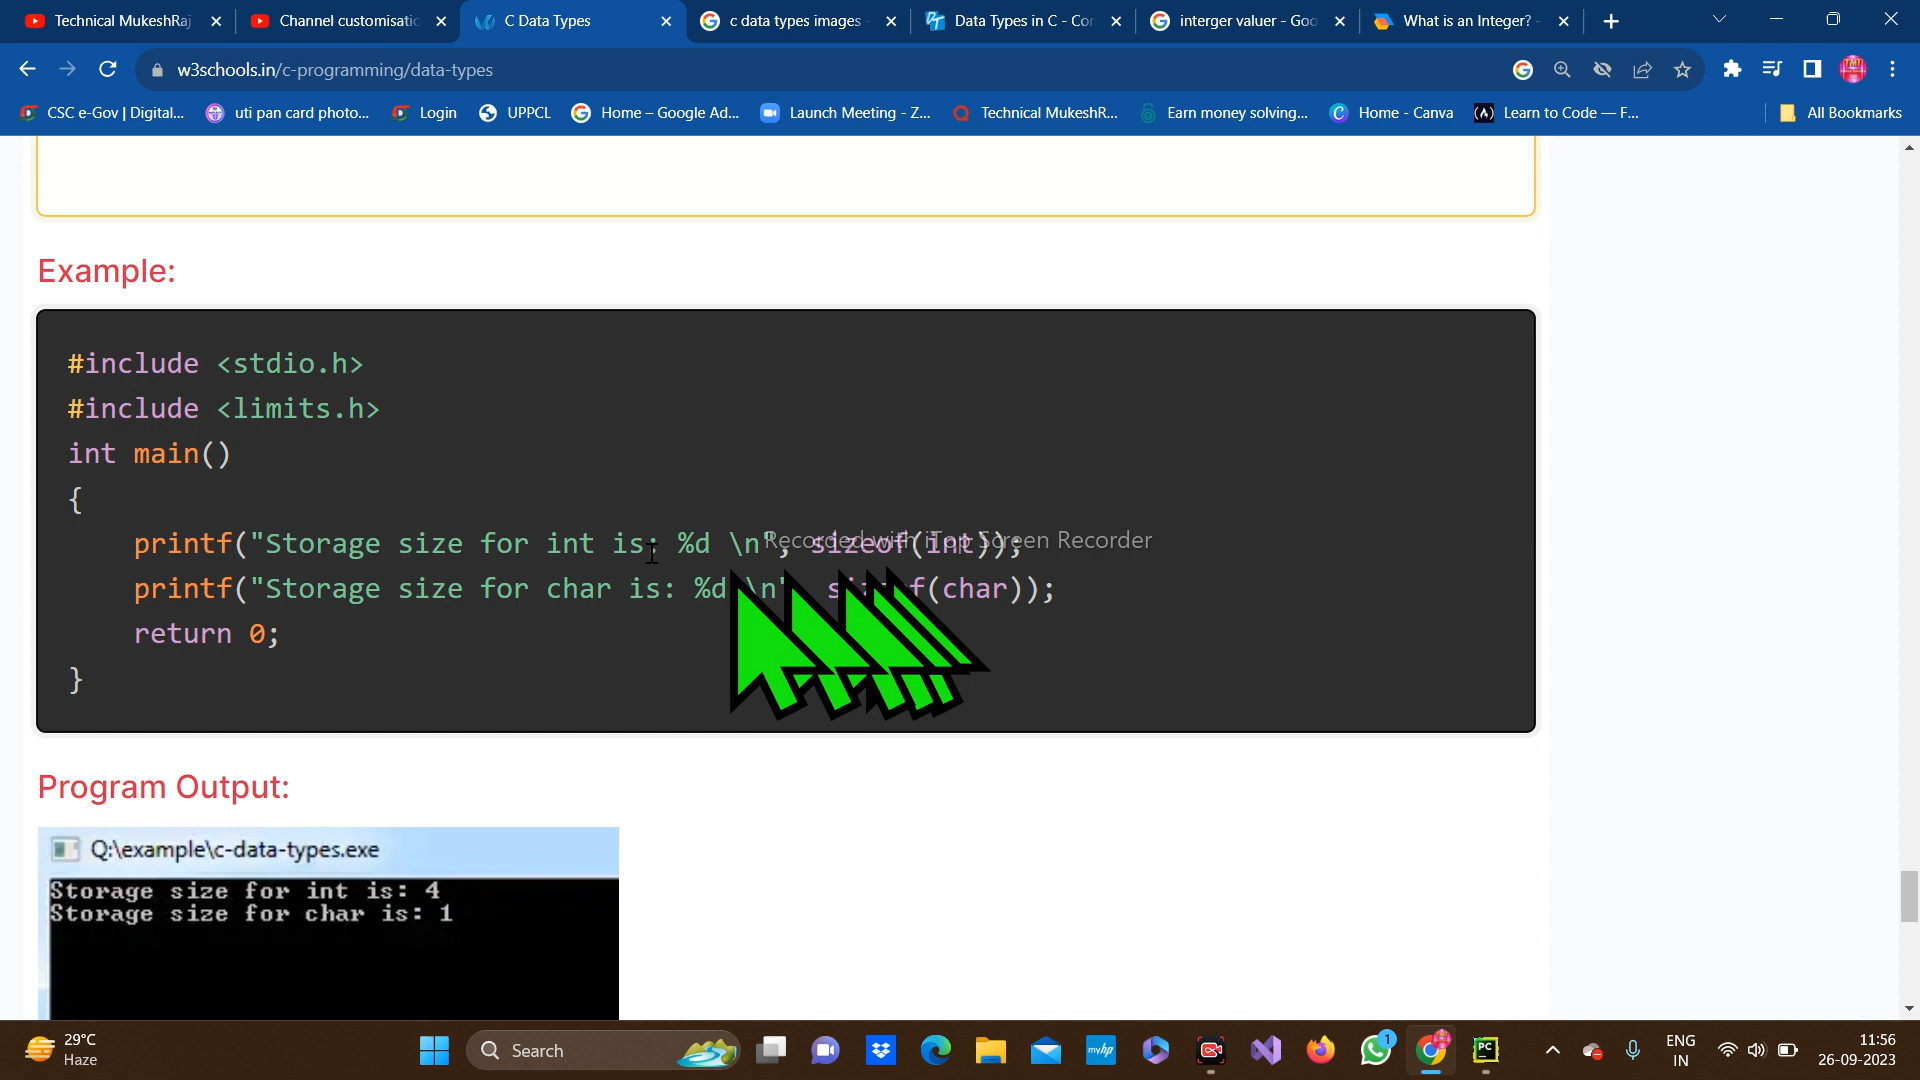 Technical MukeshRaj
Channel customisatio
C Data Types
c data types images -
Data Types in C - Cor
interger valuer - Goo
What is an Integer? -
w3schools.in/c-programming/data-types
CSC e-Gov | Digital...
uti pan card photo...
Login
UPPCL
Home – Google Ad...
Launch Meeting - Z...
Technical MukeshR...
Earn money solving...
Home - Canva
Learn to Code — F...
All Bookmarks
Example:
#include <stdio.h>
#include <limits.h>
int main()
{
printf("Storage size for int is: %d \n", sizeof(int));
Recorded with iTop Screen Recorder
printf("Storage size for char is: %d \n", sizeof(char));
return 0;
}
Program Output:
Q:\example\c-data-types.exe
Storage size for int is: 4
Storage size for char is: 1
29°C
Haze
Search
myhp
1
PC
ENG
IN
11:56
26-09-2023